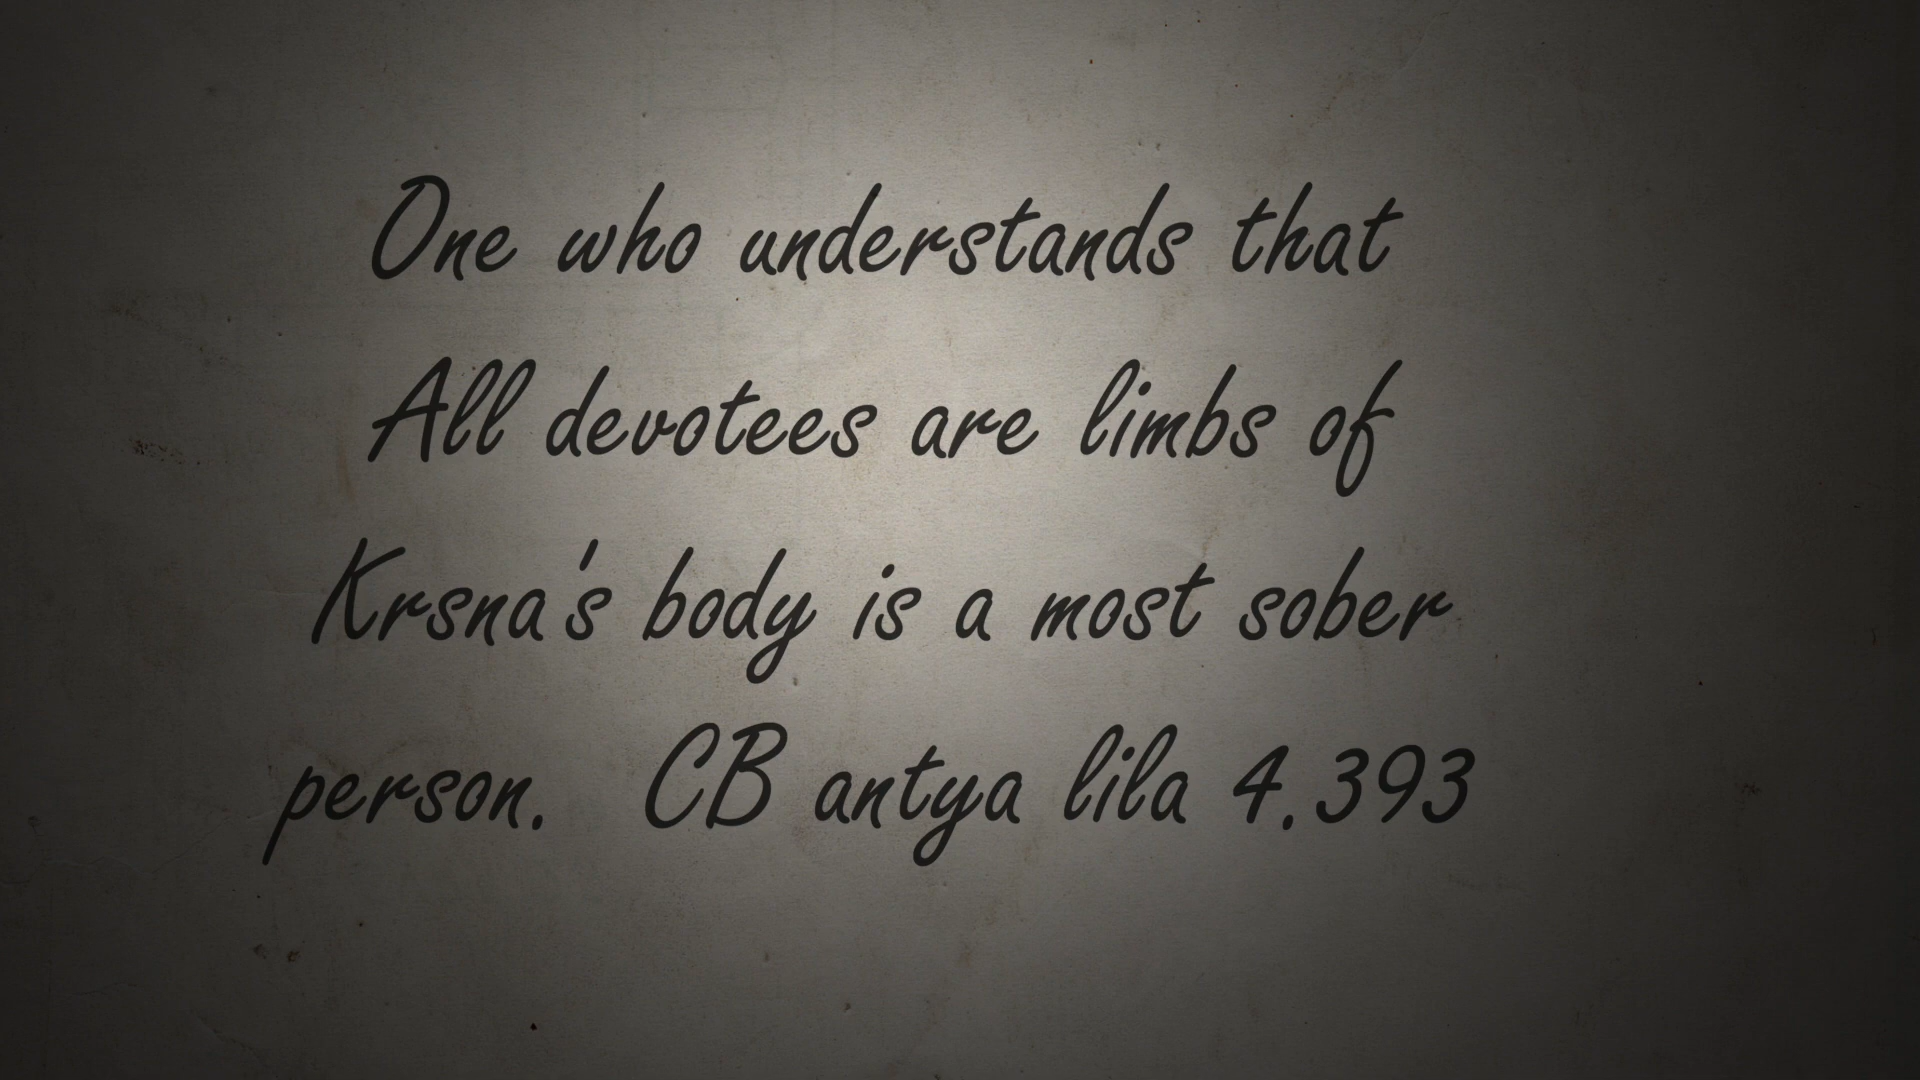 One who understands that
All devotees are limbs of
Krsna's body is a most sober
person. CB antya lila 4.393